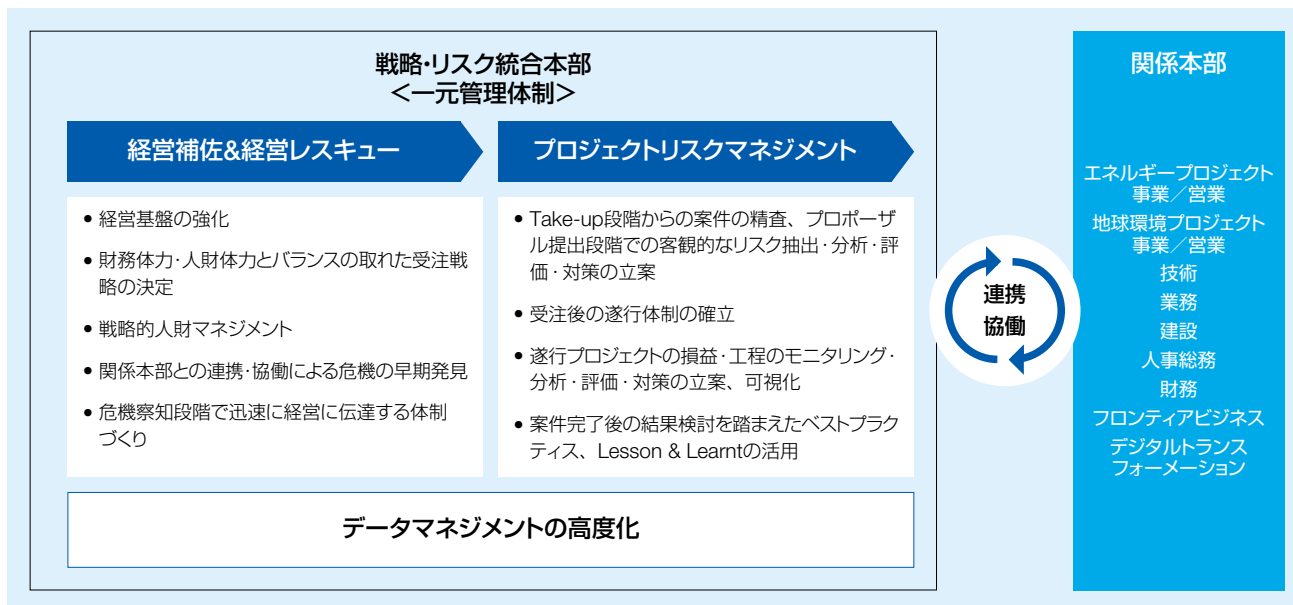 戦略・リスク統合本部
＜一元管理体制＞
経営補佐&経営レスキュー
• 経営基盤の強化
• 財務体力・人財体力とバランスの取れた受注戦
略の決定
• 戦略的人財マネジメント
• 関係本部との連携・協働による危機の早期発見
• 危機察知段階で迅速に経営に伝達する体制
づくり
プロジェクトリスクマネジメント
• Take-up段階からの案件の精査、プロポーザ
ル提出段階での客観的なリスク抽出・分析・評
価・対策の立案
• 受注後の遂行体制の確立
• 遂行プロジェクトの損益・工程のモニタリング・
分析・評価・対策の立案、可視化
• 案件完了後の結果検討を踏まえたベストプラク
ティス、Lesson & Learntの活用
データマネジメントの高度化
連携
協働
関係本部
エネルギープロジェクト
事業／営業
地球環境プロジェクト
事業／営業
技術
業務
建設
人事総務
財務
フロンティアビジネス
デジタルトランス
フォーメーション